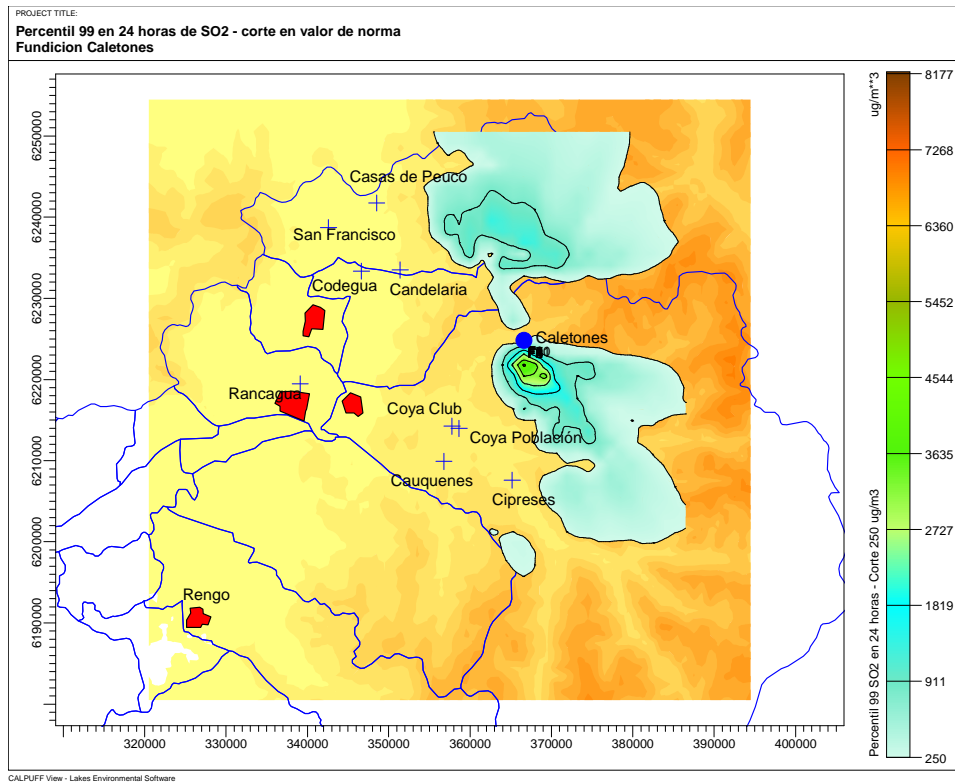 PROJECT TITLE:
Percentil 99 en 24 horas de SO2 - corte en valor de norma
Fundicion Caletones
Casas de Peuco
San Francisco
Codegua
Candelaria
Caletones
Rancagua
Coya Club
Coya Población
Cauquenes
Cipreses
Rengo
6250000
6240000
6230000
6220000
6210000
6200000
6190000
320000
330000
340000
350000
360000
370000
380000
390000
400000
ug/m**3
Percentil 99 SO2 en 24 horas - Corte 250 ug/m3
8177
7268
6360
5452
4544
3635
2727
1819
911
250
CALPUFF View - Lakes Environmental Software